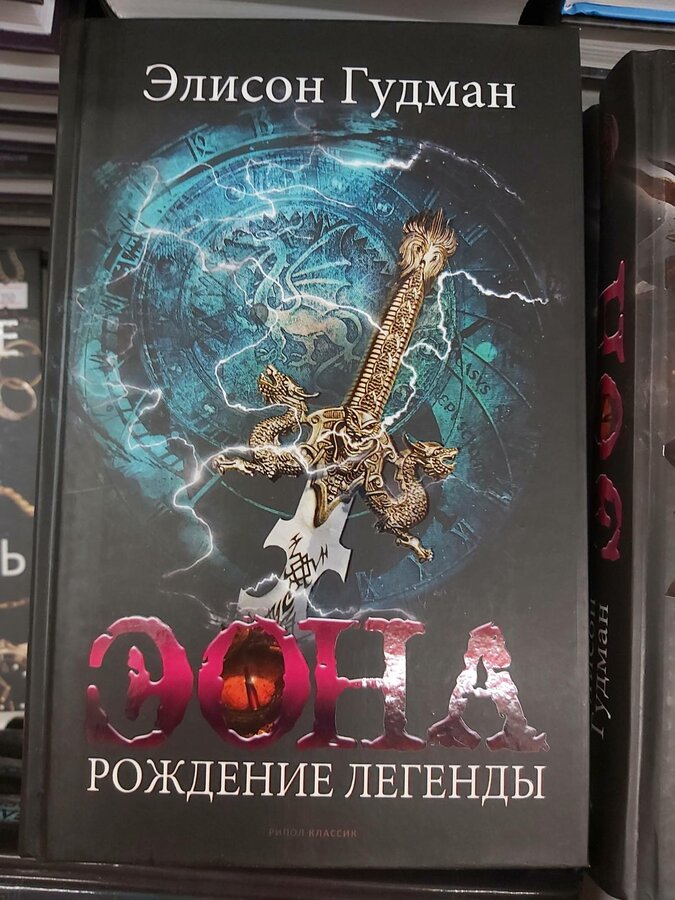 Элисон Гудман
ЭОНА
РОЖДЕНИЕ ЛЕГЕНДЫ
РИПОЛ КЛАССИК
Гудман